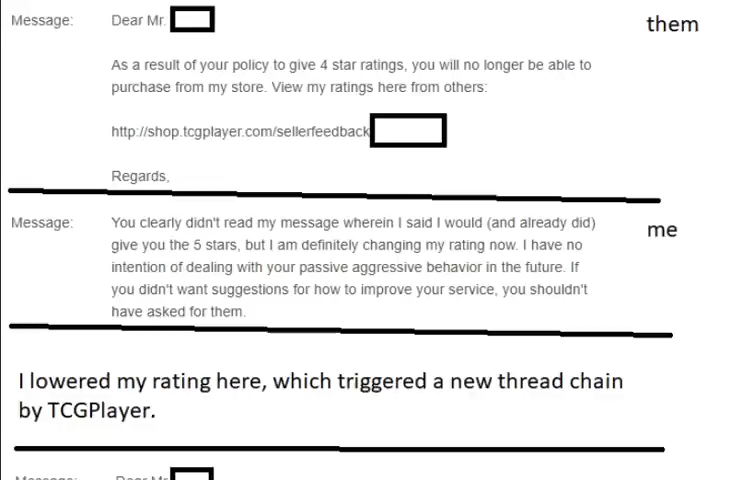 Message: Dear Mr. them
As a result of your policy to give 4 star ratings, you will no longer be able to
purchase from my store. View my ratings here from others:
http://shop.tcgplayer.com/sellerfeedback
Regards,
Message: You clearly didn't read my message wherein I said I would (and already did) me
give you the 5 stars, but I am definitely changing my rating now. I have no
intention of dealing with your passive aggressive behavior in the future. If
you didn't want suggestions for how to improve your service, you shouldn't
have asked for them.
I lowered my rating here, which triggered a new thread chain
by TCGPlayer.
Message: Dear Mr